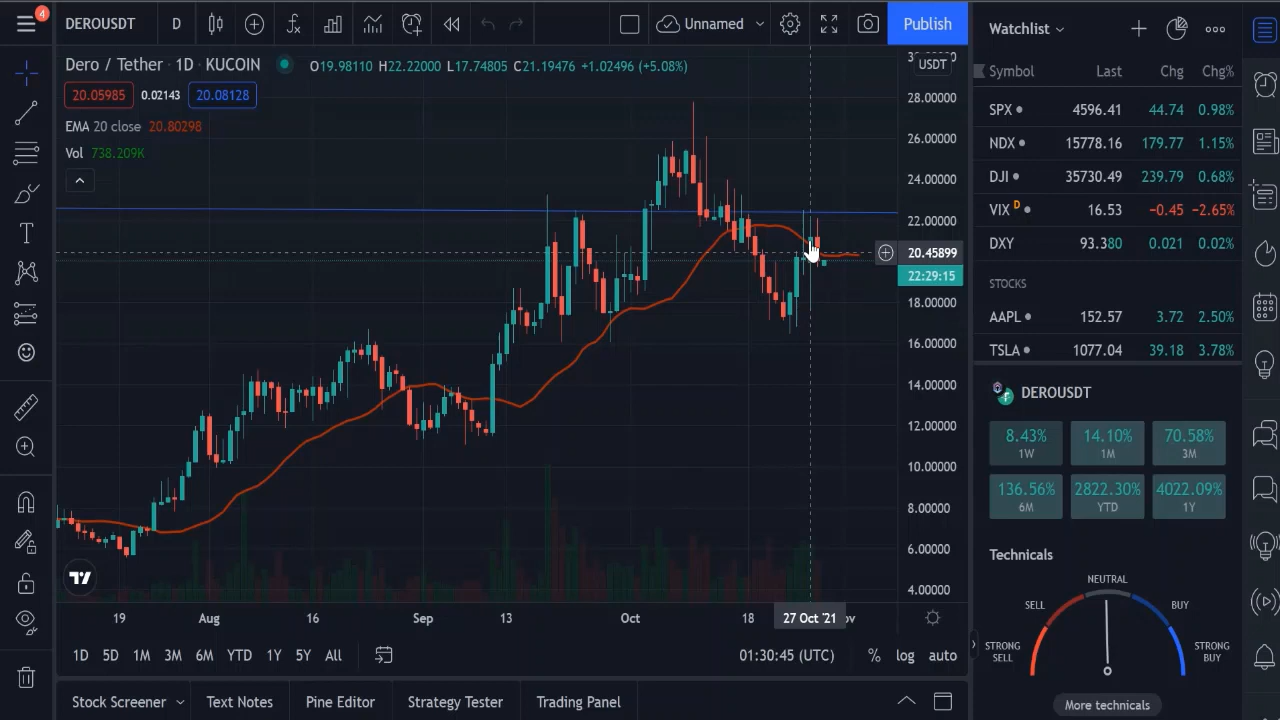 4
DEROUSDT
D
Unnamed
Publish
Dero / Tether · 1D · KUCOIN
O19.98110 H22.22000 L17.74805 C21.19476 +1.02496 (+5.08%)
20.05985 0.02143 20.08128
EMA 20 close 20.80298
Vol 738.209K
USDT
28.00000
26.00000
24.00000
22.00000
20.45899
22:29:15
18.00000
16.00000
14.00000
12.00000
10.00000
8.00000
6.00000
4.00000
19 Aug 16 Sep 13 Oct 18 27 Oct '21
1D 5D 1M 3M 6M YTD 1Y 5Y All
01:30:45 (UTC) % log auto
Stock Screener Text Notes Pine Editor Strategy Tester Trading Panel
Watchlist
Symbol Last Chg Chg%
SPX 4596.41 44.74 0.98%
NDX 15778.16 179.77 1.15%
DJI 35730.49 239.79 0.68%
VIX D 16.53 −0.45 −2.65%
DXY 93.380 0.021 0.02%
STOCKS
AAPL 152.57 3.72 2.50%
TSLA 1077.04 39.18 3.78%
DEROUSDT
8.43% 14.10% 70.58%
1W 1M 3M
136.56% 2822.30% 4022.09%
6M YTD 1Y
Technicals
NEUTRAL
SELL BUY
STRONG SELL
STRONG BUY
More technicals